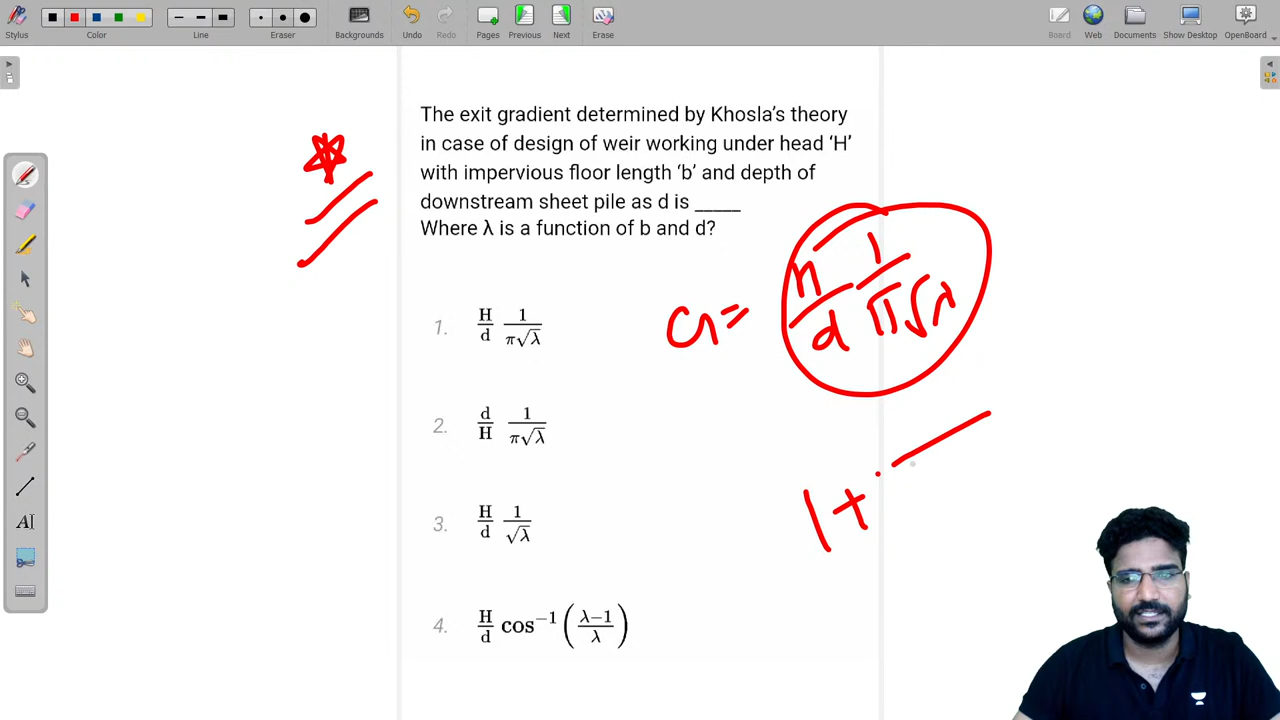 Stylus
Color
Line
Eraser
Backgrounds
Undo
Redo
Pages
Previous
Next
Erase
Board
Web
Documents
Show Desktop
OpenBoard
The exit gradient determined by Khosla’s theory
in case of design of weir working under head ‘H’
with impervious floor length ‘b’ and depth of
downstream sheet pile as d is _____
Where λ is a function of b and d?
1. H/d 1/(π√λ)
2. d/H 1/(π√λ)
3. H/d 1/√λ
4. H/d cos⁻¹((λ−1)/λ)
H/d 1/(π√λ)
1+
AI